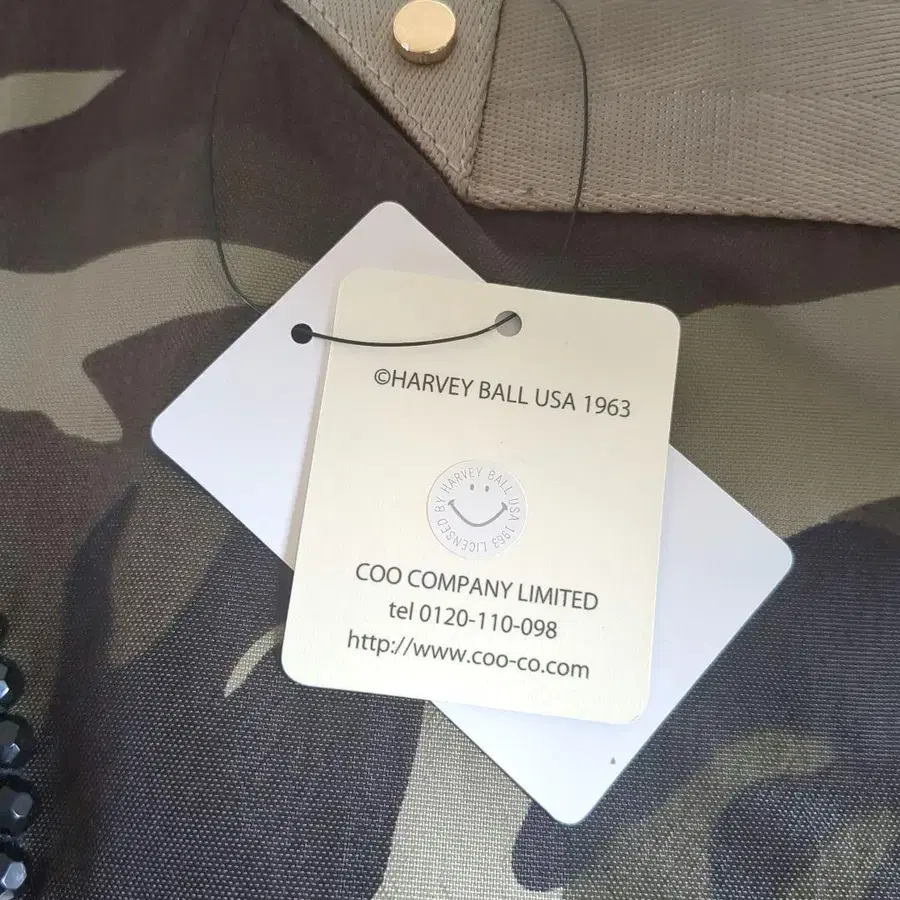 ©HARVEY BALL USA 1963
LICENSED BY HARVEY BALL USA 1963
COO COMPANY LIMITED
tel 0120-110-098
http://www.coo-co.com